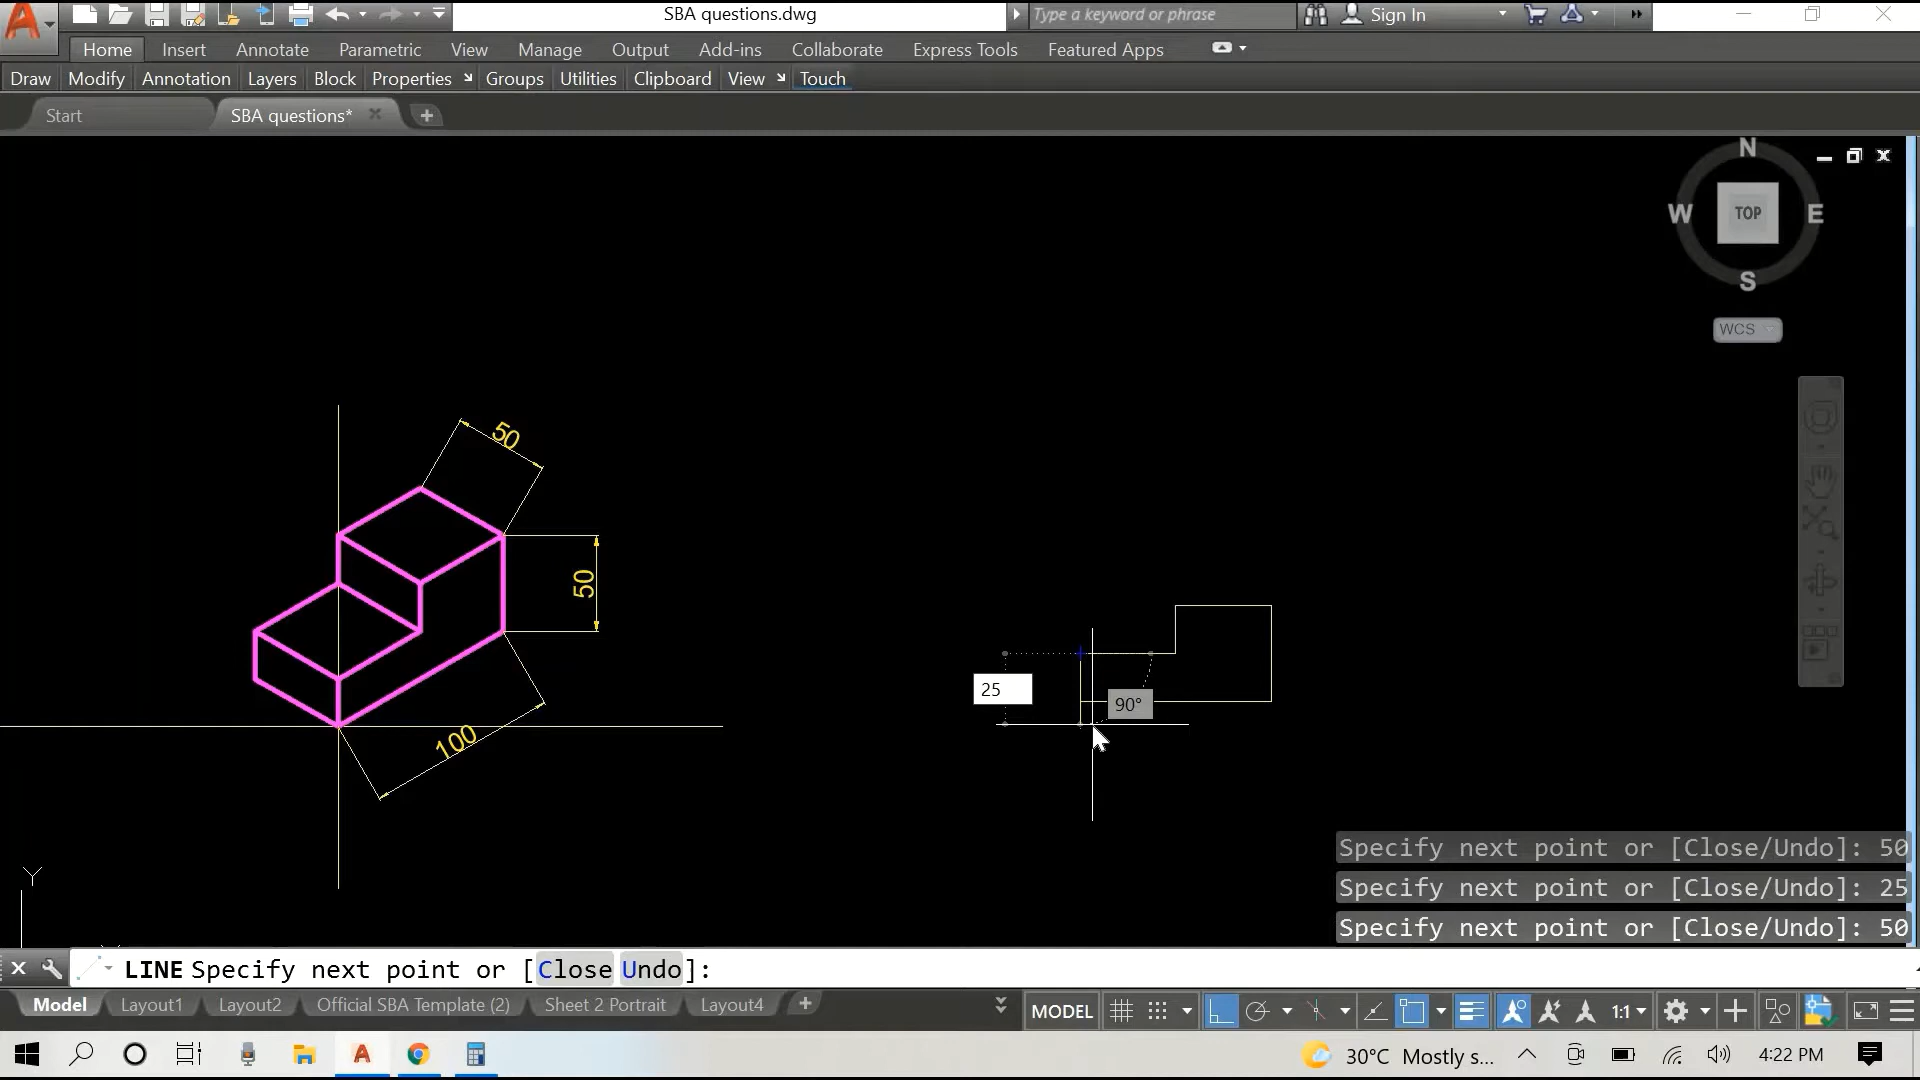 SBA questions.dwg
Type a keyword or phrase
Sign In
Home Insert Annotate Parametric View Manage Output Add-ins Collaborate Express Tools Featured Apps
Draw Modify Annotation Layers Block Properties Groups Utilities Clipboard View Touch
Start
SBA questions*
N
W TOP E
S
WCS
50
50
100
25
90°
Y
Specify next point or [Close/Undo]: 50
Specify next point or [Close/Undo]: 25
Specify next point or [Close/Undo]: 50
LINE Specify next point or [Close Undo]:
Model Layout1 Layout2 Official SBA Template (2) Sheet 2 Portrait Layout4
MODEL
1:1
30°C Mostly s...
4:22 PM